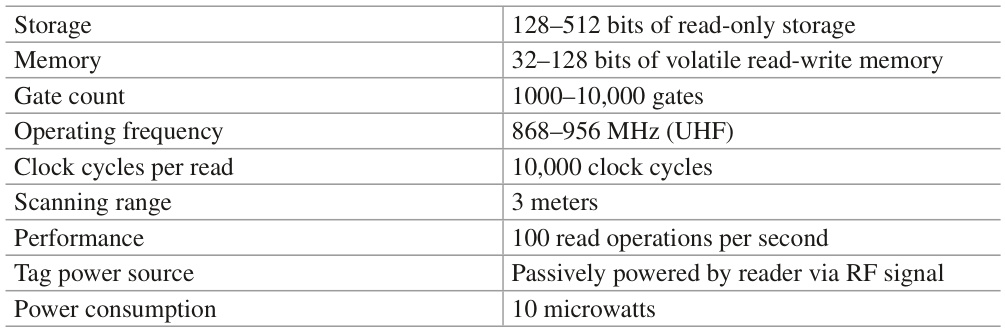 Storage 128–512 bits of read-only storage
Memory 32–128 bits of volatile read-write memory
Gate count 1000–10,000 gates
Operating frequency 868–956 MHz (UHF)
Clock cycles per read 10,000 clock cycles
Scanning range 3 meters
Performance 100 read operations per second
Tag power source Passively powered by reader via RF signal
Power consumption 10 microwatts